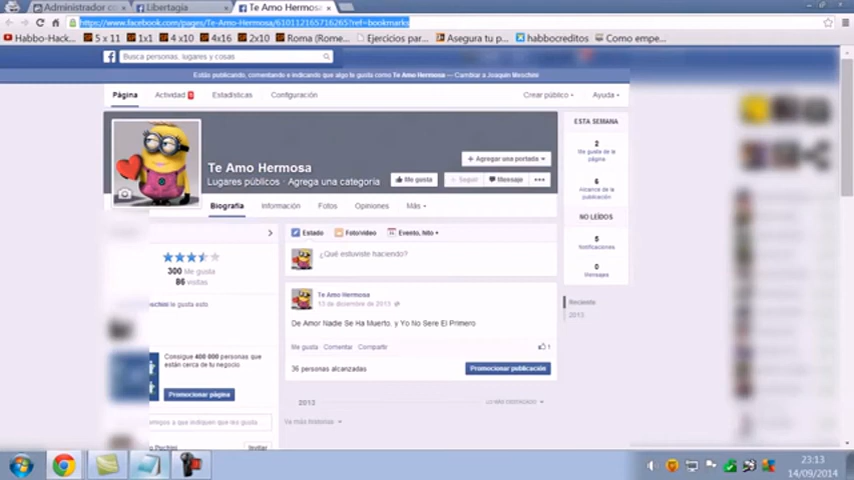 Administrador
Libertagia
Te Amo Hermosa
https://www.facebook.com/pages/Te-Amo-Hermosa/610112165716265?ref=bookmarks
Habbo-Hack... 5 x 11 1x1 4 x10 4x16 2014 Roma (Rome... Ejercicios par... Asegura tu p... habbocreditos Como empe...
Busca personas, lugares y cosas
Estás publicando, comentando e indicando que algo te gusta como Te Amo Hermosa — Cambiar a Joaquin Meschini
Página Actividad Estadísticas Configuración Crear público Ayuda
ESTA SEMANA
2
Me gusta de la página
6
Alcance de la publicación
NO LEÍDOS
5
Notificaciones
0
Mensajes
Agregar una portada
Te Amo Hermosa
Lugares públicos · Agrega una categoría
Me gusta Seguir Mensaje •••
Biografía Información Fotos Opiniones Más
300 Me gusta
86 visitas
le gusta esto
Consigue 400 000 personas que
están cerca de tu negocio
Promocionar página
Invitar
Estado Foto/video Evento, hito +
¿Qué estuviste haciendo?
Te Amo Hermosa
13 de diciembre de 2013
De Amor Nadie Se Ha Muerto. y Yo No Sere El Primero
Me gusta Comentar Compartir 1
36 personas alcanzadas Promocionar publicación
2013
Ve más historias
Reciente
2013
23:13
14/09/2014